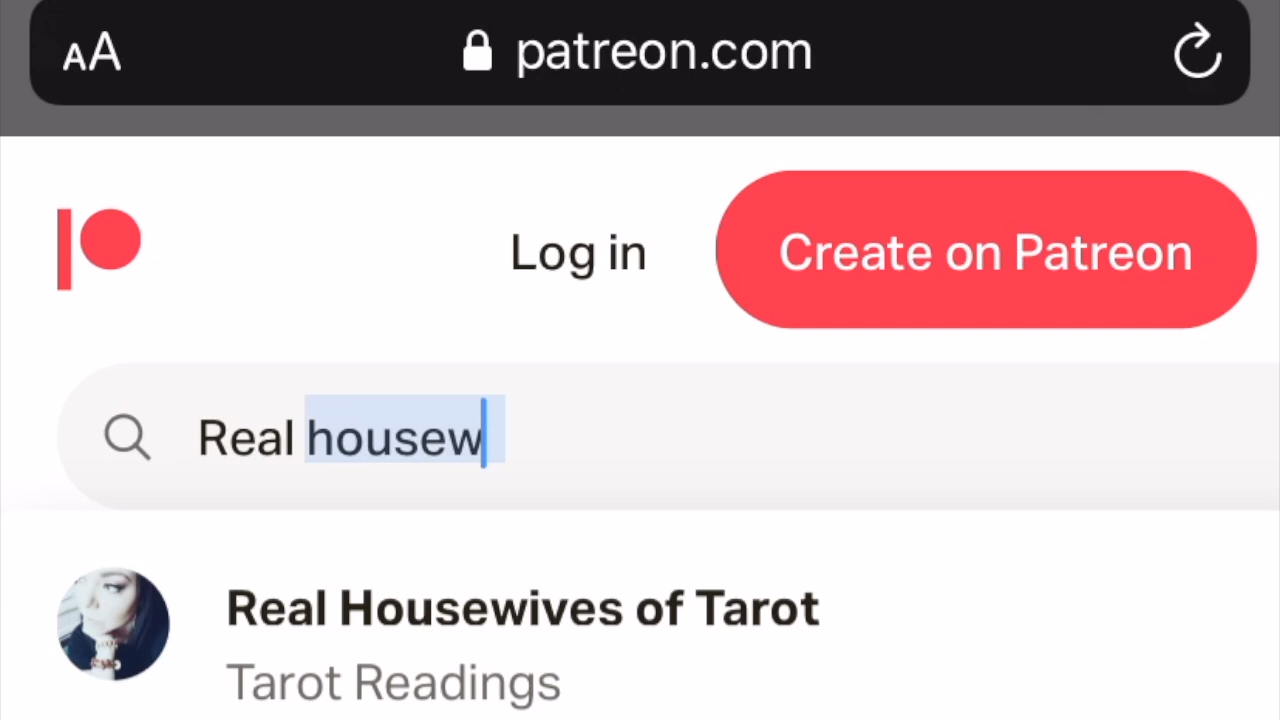 AA
patreon.com
Log in
Create on Patreon
Real housew
Real Housewives of Tarot
Tarot Readings